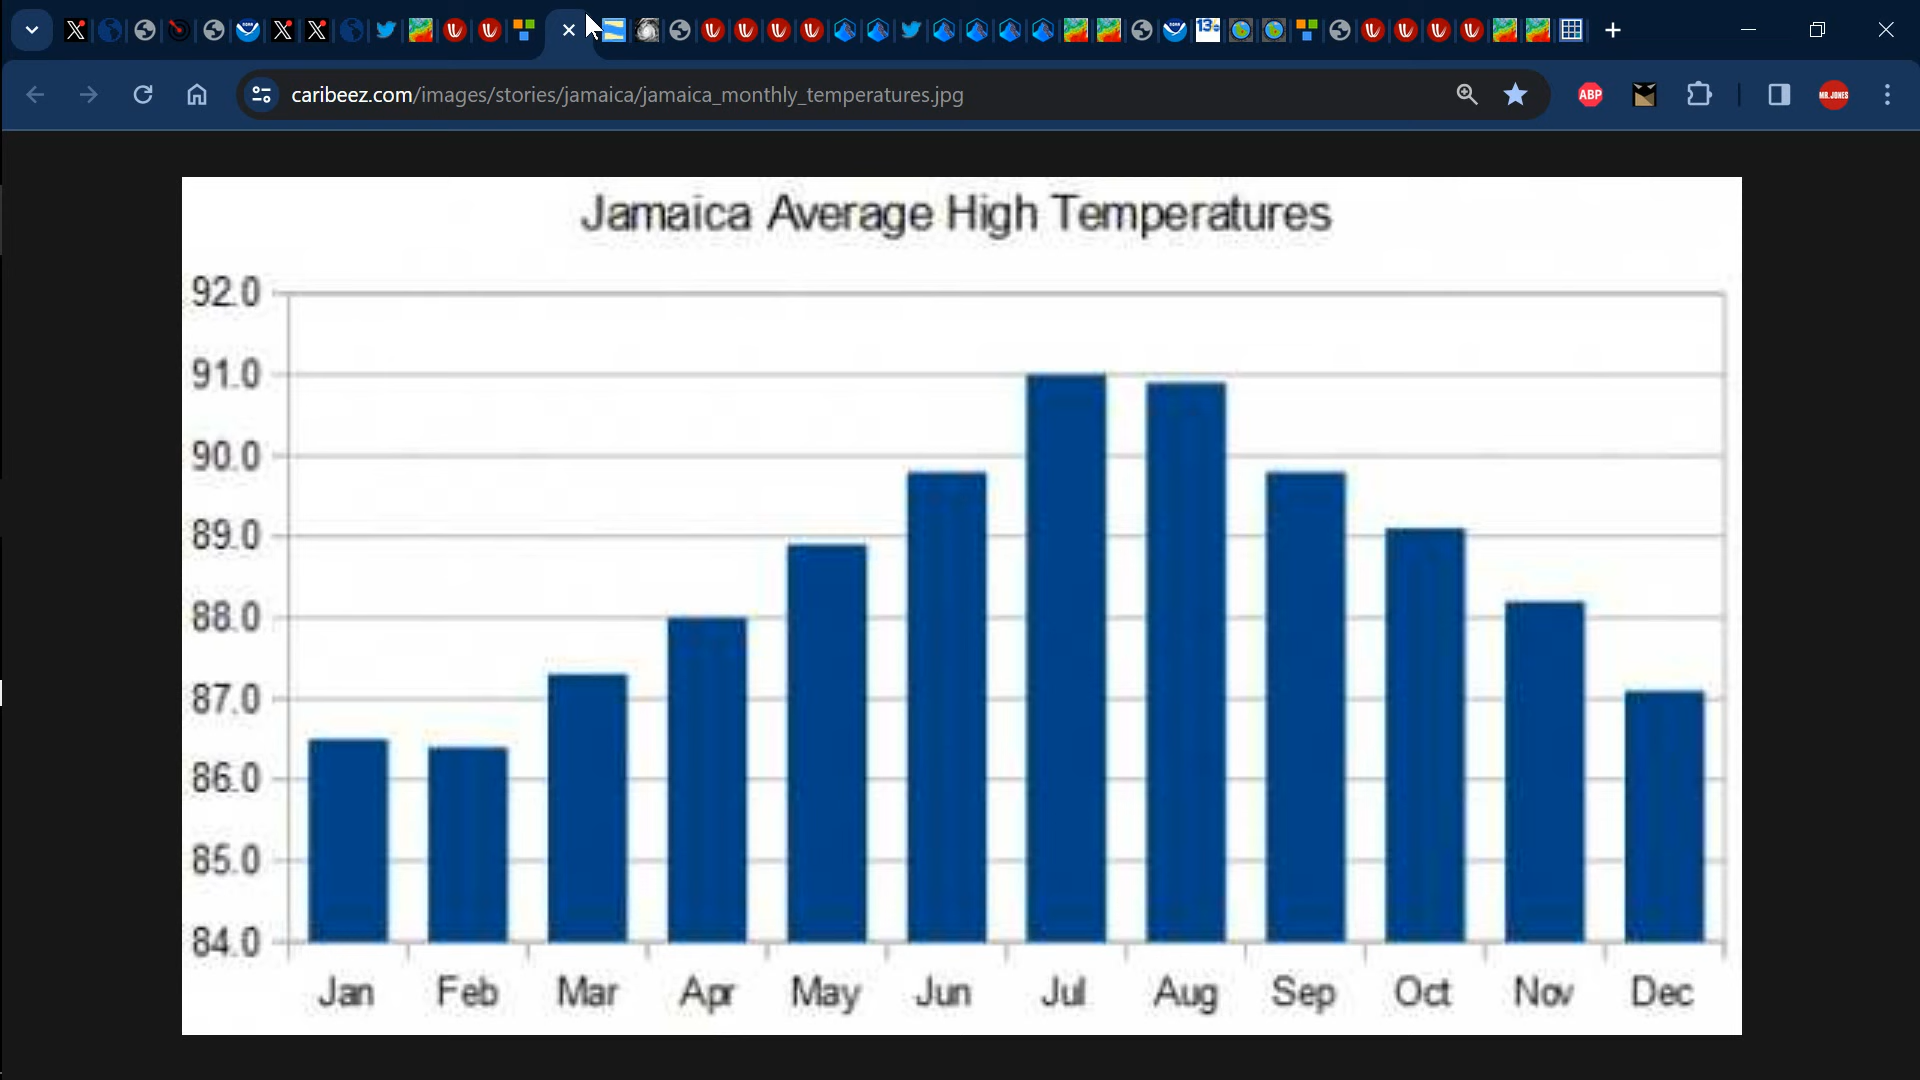 caribeez.com/images/stories/jamaica/jamaica_monthly_temperatures.jpg
ABP
MR.JONES
Jamaica Average High Temperatures
92.0
91.0
90.0
89.0
88.0
87.0
86.0
85.0
84.0
Jan Feb Mar Apr May Jun Jul Aug Sep Oct Nov Dec